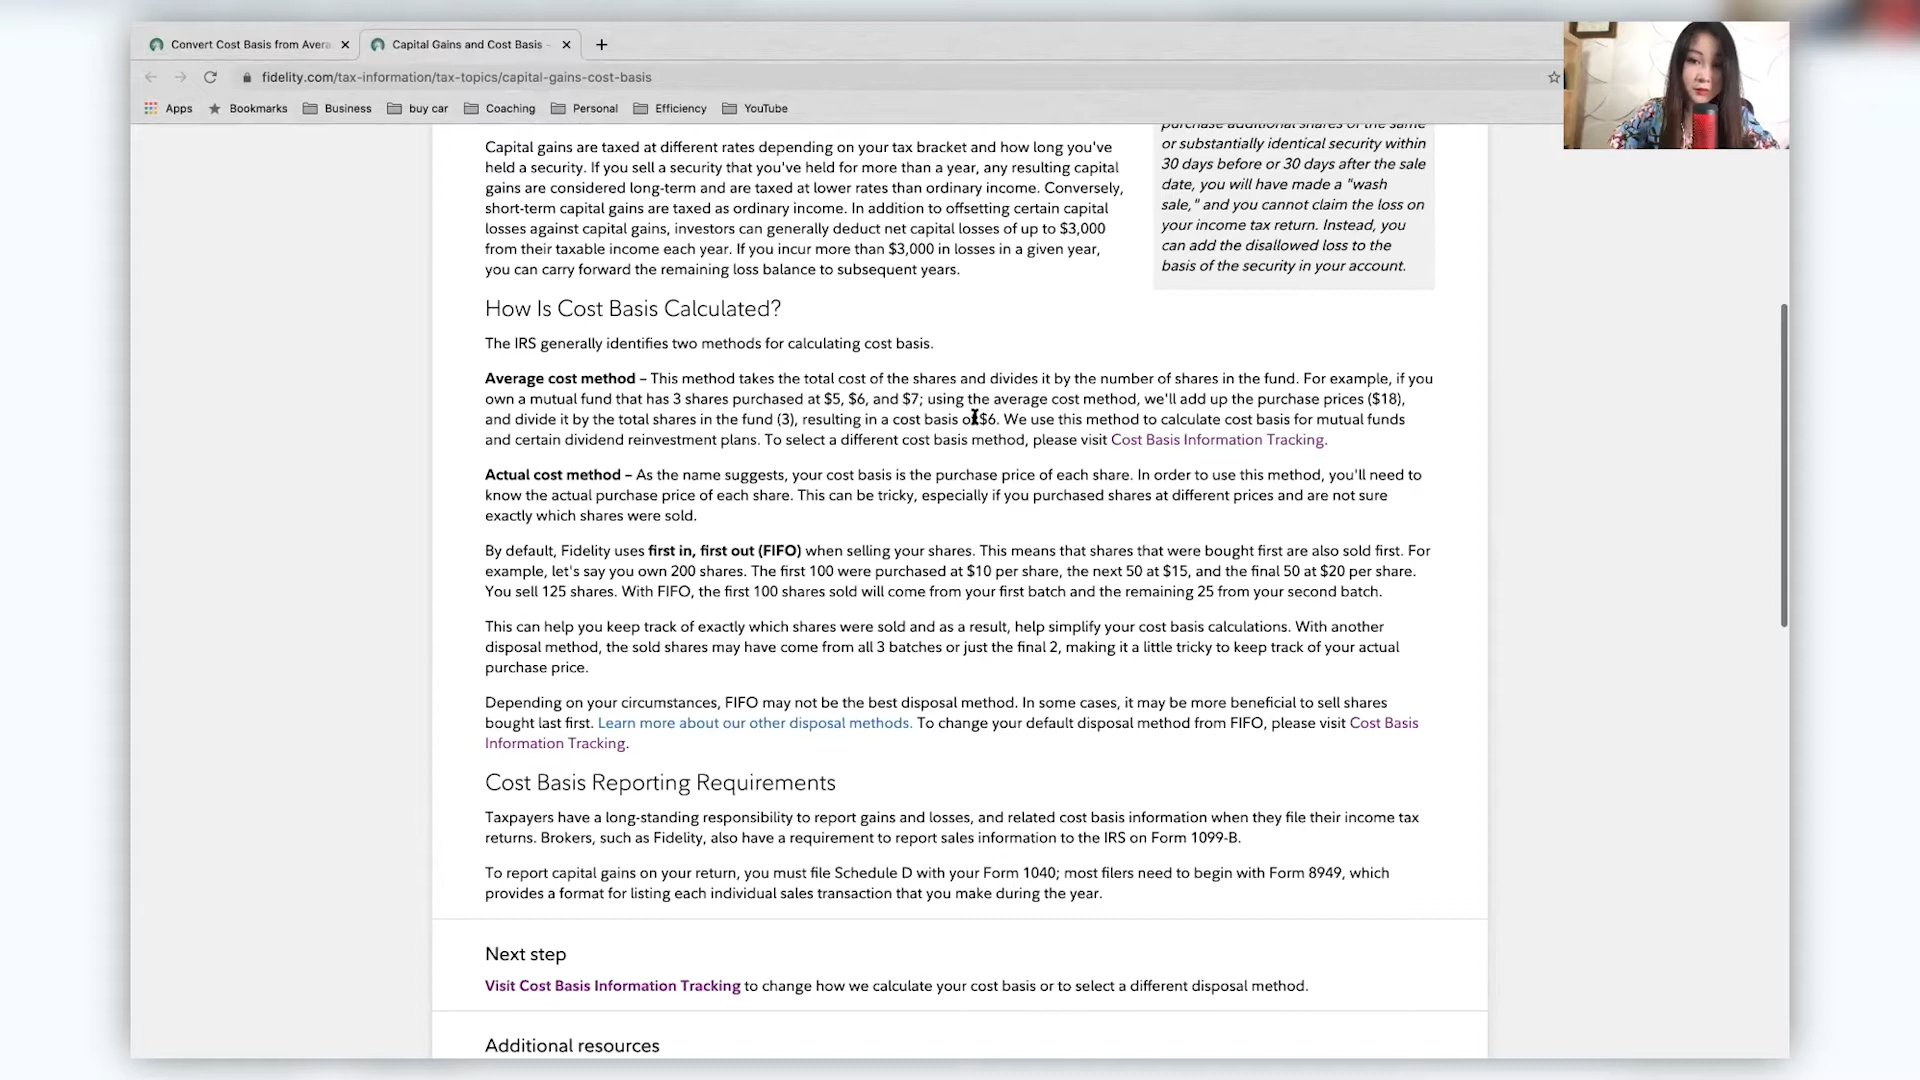 Convert Cost Basis from Avera
Capital Gains and Cost Basis -
fidelity.com/tax-information/tax-topics/capital-gains-cost-basis
Apps Bookmarks Business buy car Coaching Personal Efficiency YouTube
Capital gains are taxed at different rates depending on your tax bracket and how long you've
held a security. If you sell a security that you've held for more than a year, any resulting capital
gains are considered long-term and are taxed at lower rates than ordinary income. Conversely,
short-term capital gains are taxed as ordinary income. In addition to offsetting certain capital
losses against capital gains, investors can generally deduct net capital losses of up to $3,000
from their taxable income each year. If you incur more than $3,000 in losses in a given year,
you can carry forward the remaining loss balance to subsequent years.
purchase additional shares of the same
or substantially identical security within
30 days before or 30 days after the sale
date, you will have made a "wash
sale," and you cannot claim the loss on
your income tax return. Instead, you
can add the disallowed loss to the
basis of the security in your account.
How Is Cost Basis Calculated?
The IRS generally identifies two methods for calculating cost basis.
Average cost method – This method takes the total cost of the shares and divides it by the number of shares in the fund. For example, if you
own a mutual fund that has 3 shares purchased at $5, $6, and $7; using the average cost method, we'll add up the purchase prices ($18),
and divide it by the total shares in the fund (3), resulting in a cost basis of $6. We use this method to calculate cost basis for mutual funds
and certain dividend reinvestment plans. To select a different cost basis method, please visit Cost Basis Information Tracking.
Actual cost method – As the name suggests, your cost basis is the purchase price of each share. In order to use this method, you'll need to
know the actual purchase price of each share. This can be tricky, especially if you purchased shares at different prices and are not sure
exactly which shares were sold.
By default, Fidelity uses first in, first out (FIFO) when selling your shares. This means that shares that were bought first are also sold first. For
example, let's say you own 200 shares. The first 100 were purchased at $10 per share, the next 50 at $15, and the final 50 at $20 per share.
You sell 125 shares. With FIFO, the first 100 shares sold will come from your first batch and the remaining 25 from your second batch.
This can help you keep track of exactly which shares were sold and as a result, help simplify your cost basis calculations. With another
disposal method, the sold shares may have come from all 3 batches or just the final 2, making it a little tricky to keep track of your actual
purchase price.
Depending on your circumstances, FIFO may not be the best disposal method. In some cases, it may be more beneficial to sell shares
bought last first. Learn more about our other disposal methods. To change your default disposal method from FIFO, please visit Cost Basis
Information Tracking.
Cost Basis Reporting Requirements
Taxpayers have a long-standing responsibility to report gains and losses, and related cost basis information when they file their income tax
returns. Brokers, such as Fidelity, also have a requirement to report sales information to the IRS on Form 1099-B.
To report capital gains on your return, you must file Schedule D with your Form 1040; most filers need to begin with Form 8949, which
provides a format for listing each individual sales transaction that you make during the year.
Next step
Visit Cost Basis Information Tracking to change how we calculate your cost basis or to select a different disposal method.
Additional resources